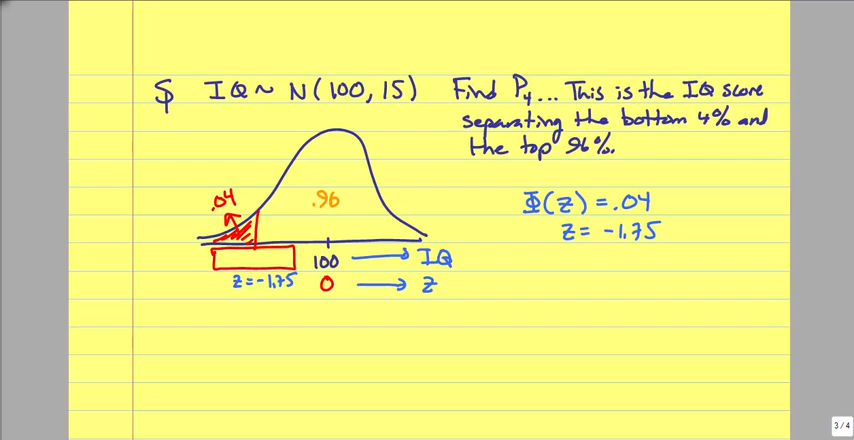 $ IQ ~ N(100, 15) Find P₄... This is the IQ score
separating the bottom 4% and
the top 96%.
.04
.96
Φ(z) = .04
z = -1.75
100 → IQ
z = -1.75 0 → Z
3 / 4